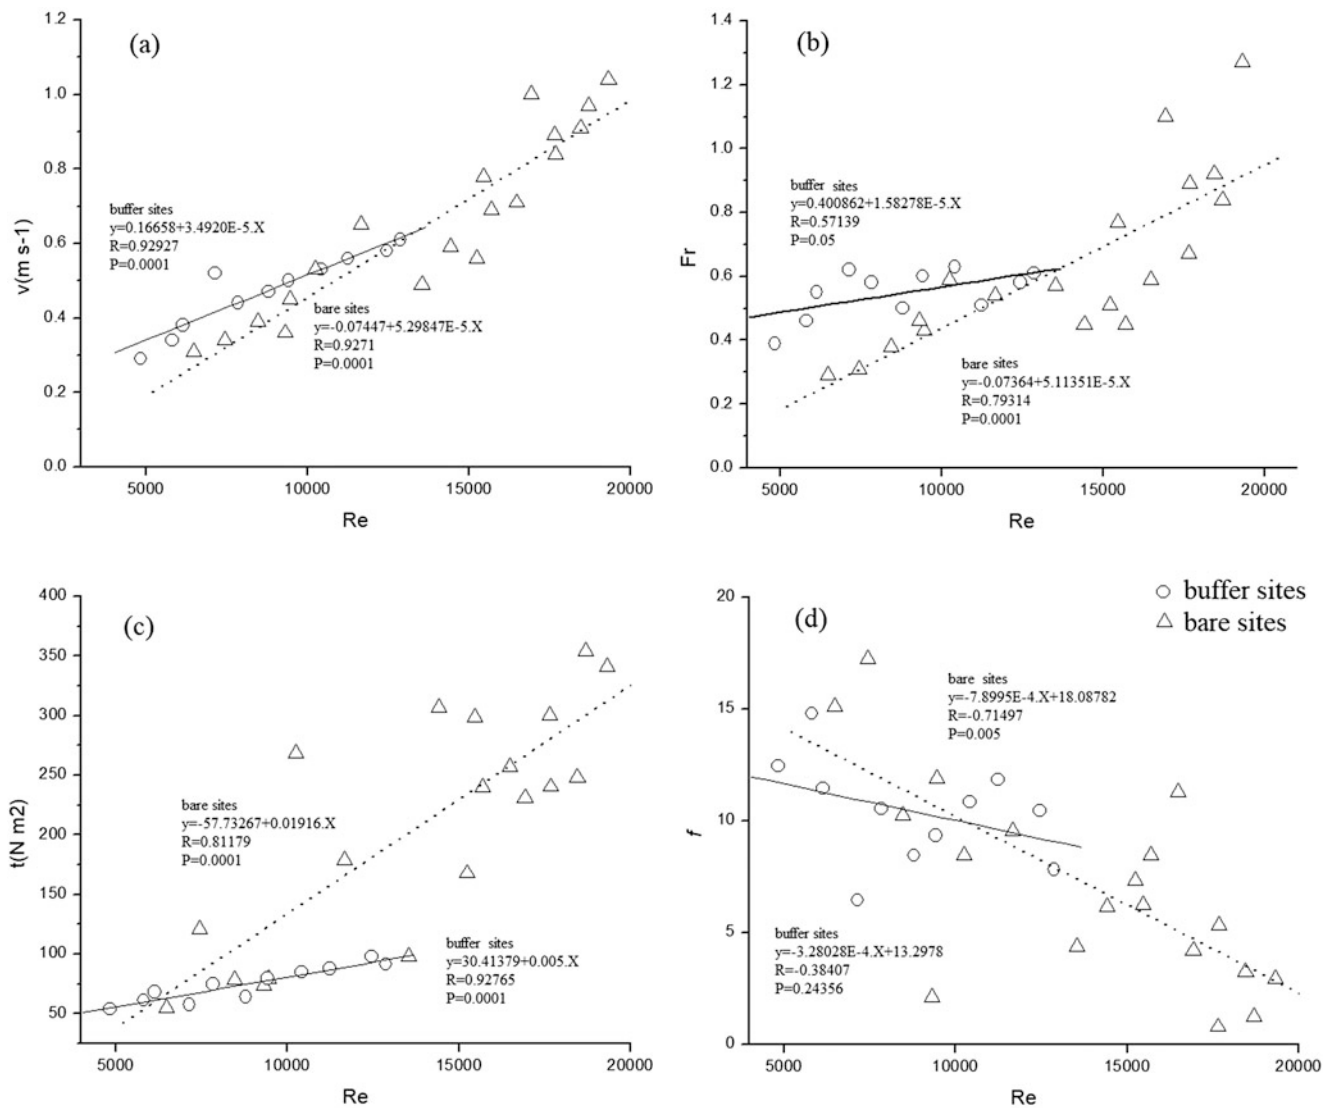 (a)
1.2
1.0
0.8
0.6
0.4
0.2
0.0
v(m s-1)
buffer sites
y=0.16658+3.4920E-5.X
R=0.92927
P=0.0001
bare sites
y=-0.07447+5.29847E-5.X
R=0.9271
P=0.0001
5000 10000 15000 20000
Re
(b)
1.4
1.2
1.0
0.8
0.6
0.4
0.2
0.0
Fr
buffer sites
y=0.400862+1.58278E-5.X
R=0.57139
P=0.05
bare sites
y=-0.07364+5.11351E-5.X
R=0.79314
P=0.0001
5000 10000 15000 20000
Re
(c)
400
350
300
250
200
150
100
50
t(N m2)
bare sites
y=-57.73267+0.01916.X
R=0.81179
P=0.0001
buffer sites
y=30.41379+0.005.X
R=0.92765
P=0.0001
5000 10000 15000 20000
Re
(d)
buffer sites
bare sites
20
15
10
5
0
f
bare sites
y=-7.8995E-4.X+18.08782
R=-0.71497
P=0.005
buffer sites
y=-3.28028E-4.X+13.2978
R=-0.38407
P=0.24356
5000 10000 15000 20000
Re